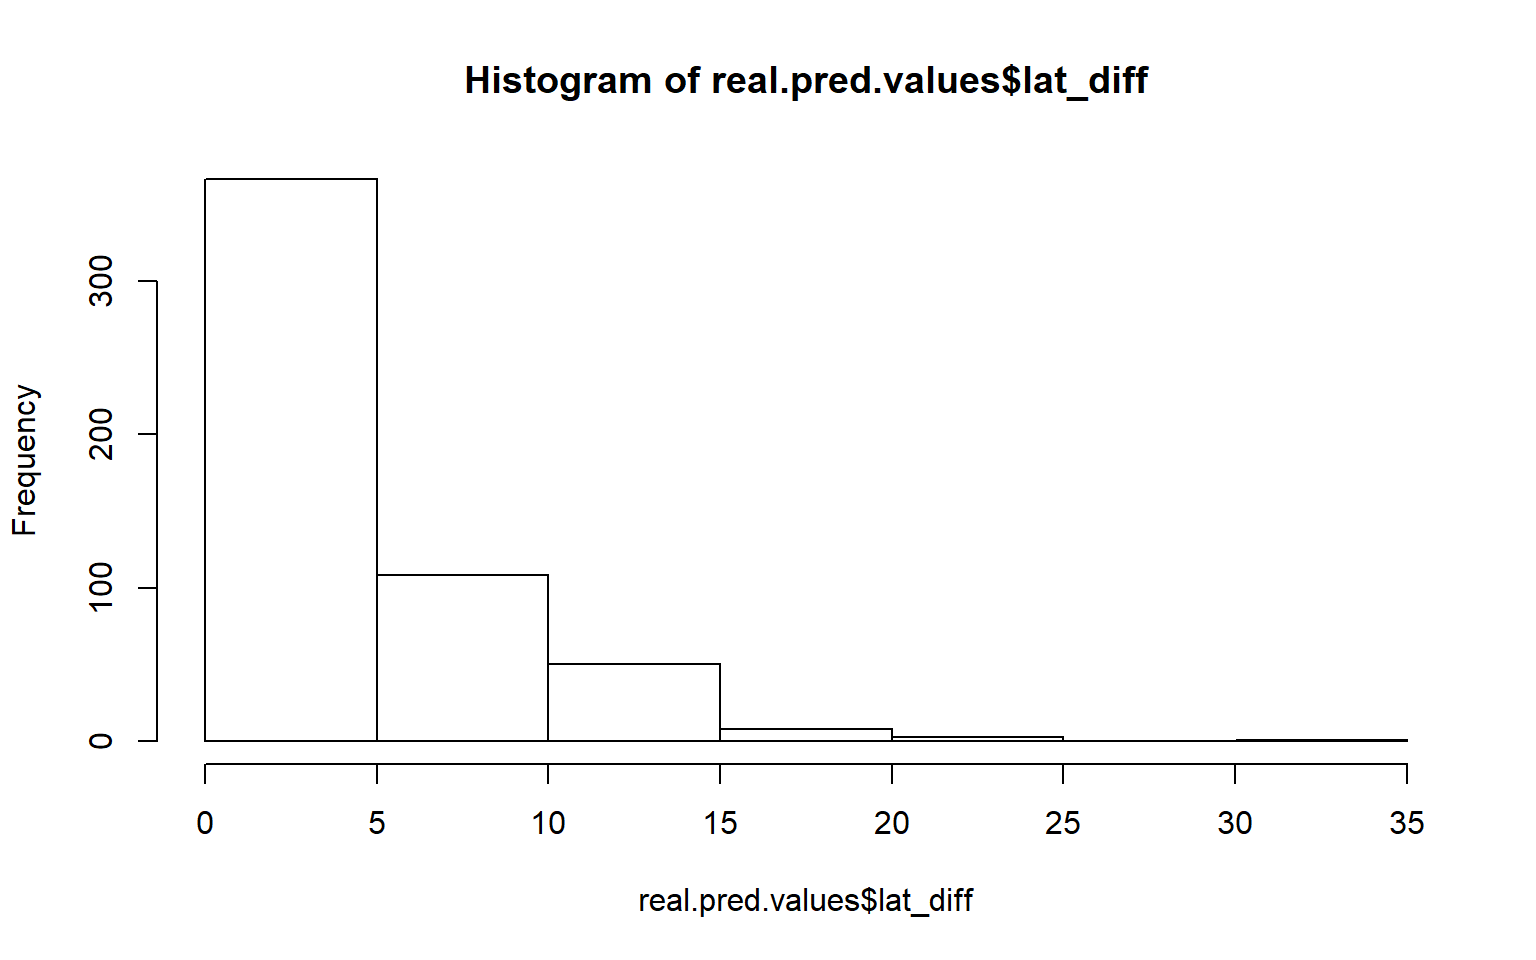 Histogram of real.pred.values$lat_diff
Frequency
300
200
100
0
0 5 10 15 20 25 30 35
real.pred.values$lat_diff